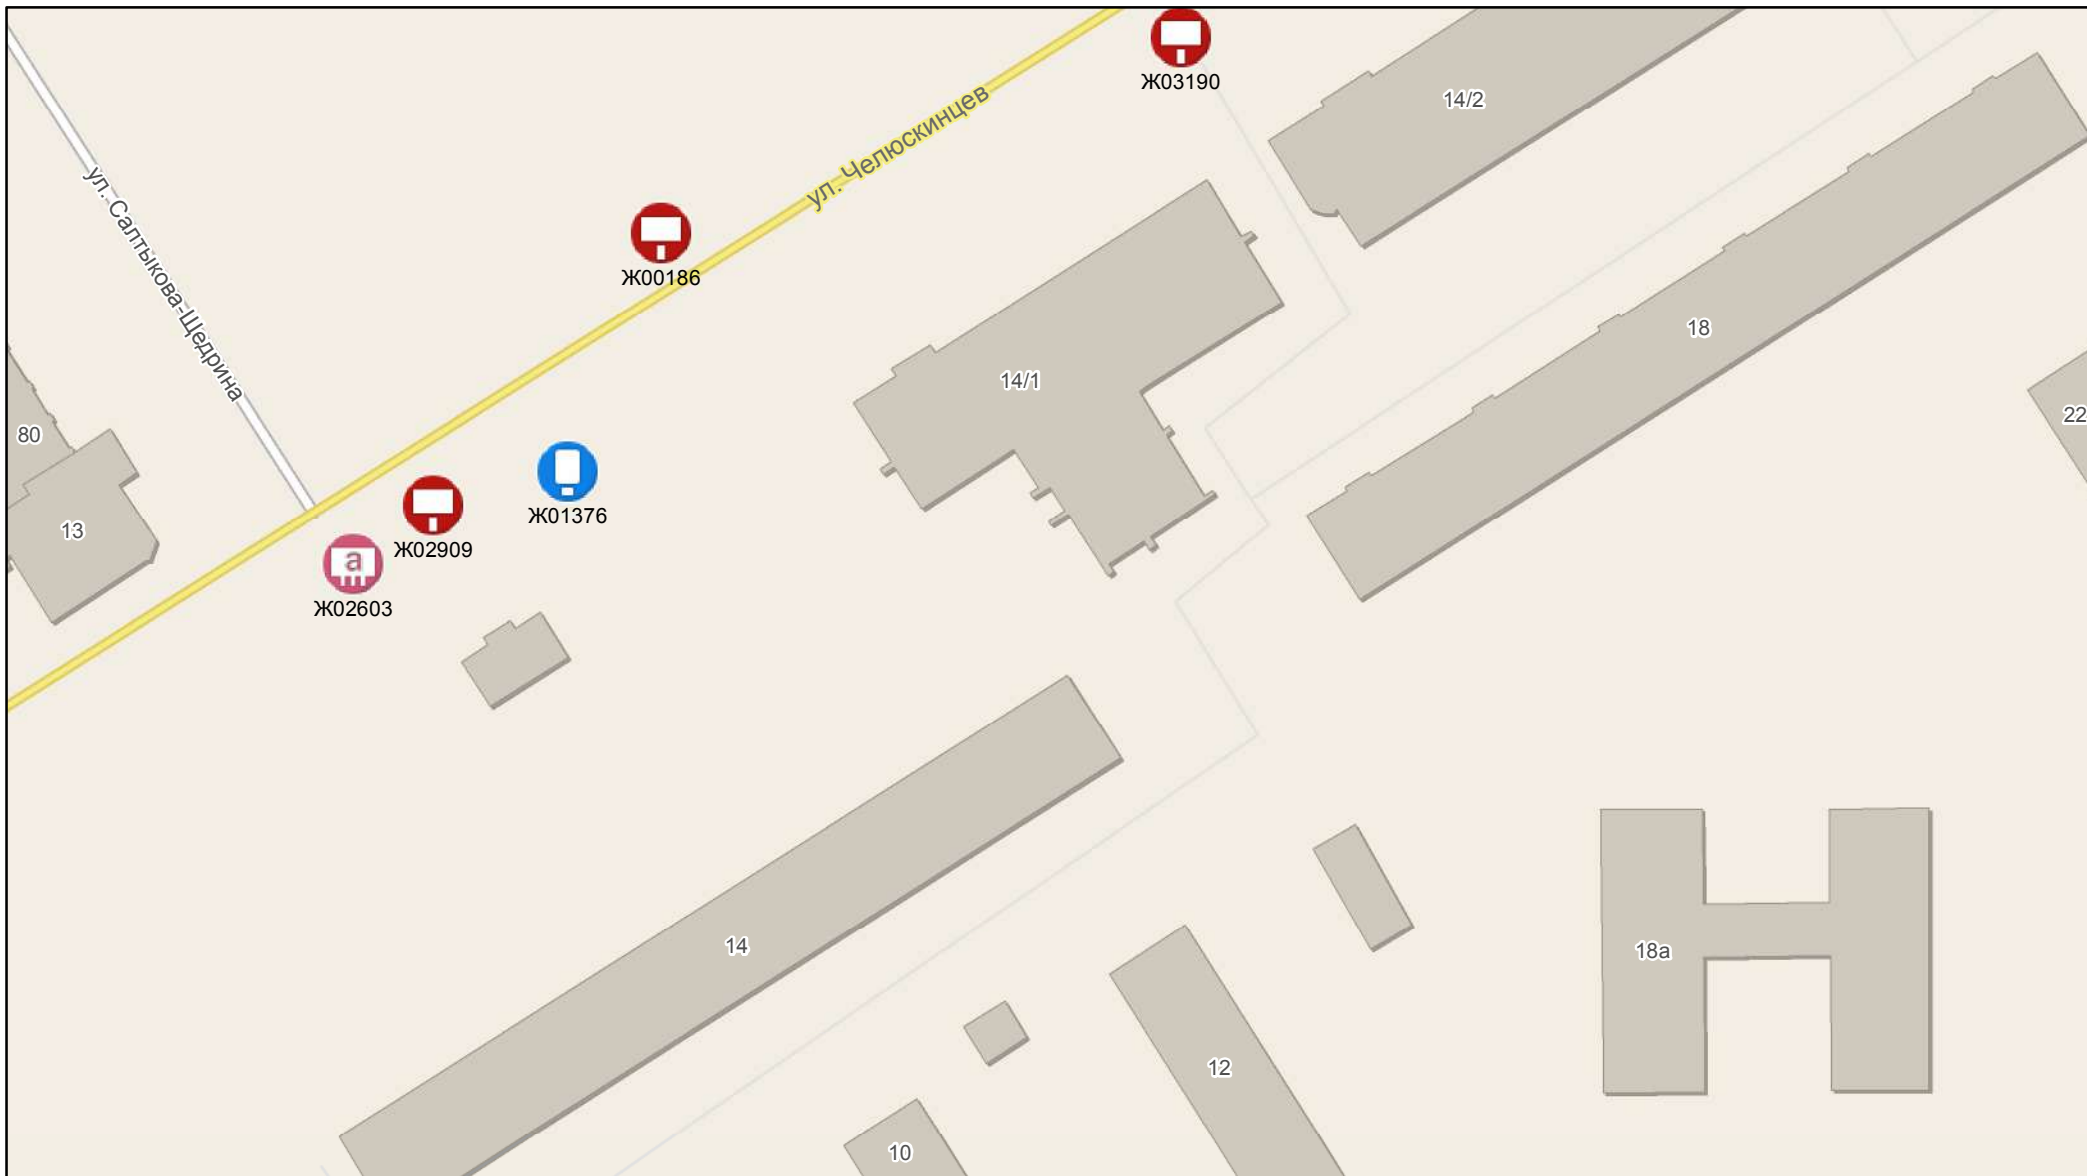 Ж03190
14/2
ул. Челюскинцев
ул. Салтыкова-Щедрина
Ж00186
18
14/1
22
80
Ж01376
13
Ж02909
a
Ж02603
14
18а
12
10